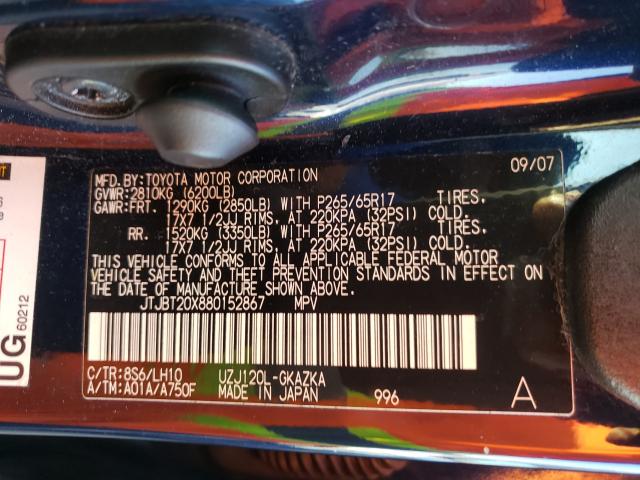 MFD. BY: TOYOTA MOTOR CORPORATION 09/07
GVWR: 2810KG (6200LB)
GAWR: FRT. 1290KG (2850LB) WITH P265/65R17 TIRES.
17X7 1/2JJ RIMS. AT 220KPA (32PSI) COLD.
RR. 1520KG (3350LB) WITH P265/65R17 TIRES.
17X7 1/2JJ RIMS. AT 220KPA (32PSI) COLD.
THIS VEHICLE CONFORMS TO ALL APPLICABLE FEDERAL MOTOR
VEHICLE SAFETY AND THEFT PREVENTION STANDARDS IN EFFECT ON
THE DATE OF MANUFACTURE SHOWN ABOVE.
JTJBT20X880152867 MPV
C/TR: 8S6/LH10 UZJ120L-GKAZKA
A/TM: A01A/A750F MADE IN JAPAN 996 A
UG
60212